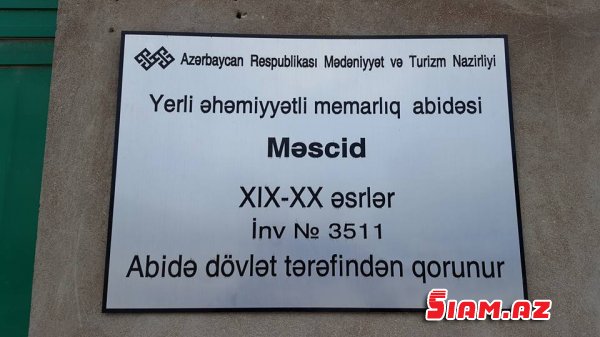 Azərbaycan Respublikası Mədəniyyət və Turizm Nazirliyi
Yerli əhəmiyyətli memarlıq abidəsi
Məscid
XIX-XX əsrlər
İnv № 3511
Abidə dövlət tərəfindən qorunur
SIAM.AZ